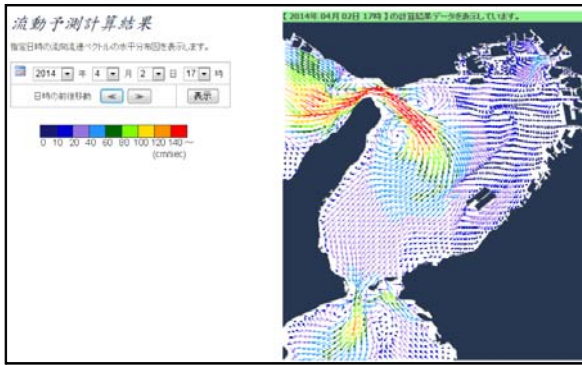 流動予測計算結果
指定日時の流向流速ベクトルの水平分布図を表示します。
2014 年 4 月 2 日 17 時
日時の前後移動 ≪ ≫ 表示
0 10 20 40 60 80 100 120 140 ～
(cm/sec)
【 2014年 04月 02日 17時 】の計算結果データを表示しています。